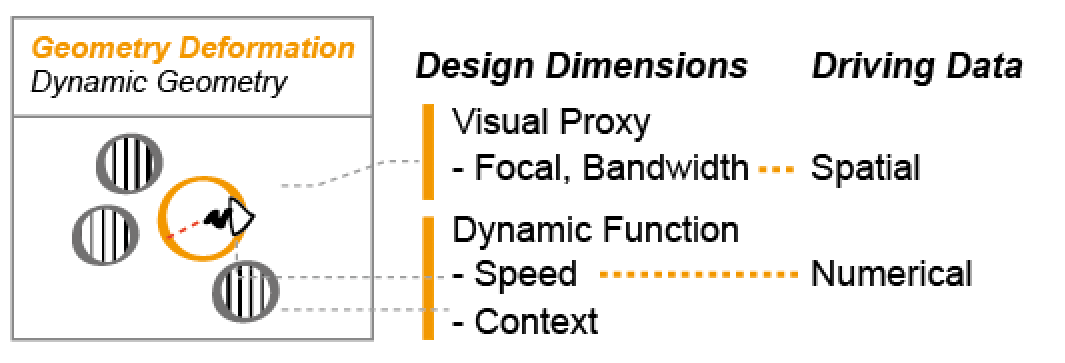 Geometry Deformation
Dynamic Geometry
Design Dimensions Driving Data
Visual Proxy
- Focal, Bandwidth Spatial
Dynamic Function
- Speed Numerical
- Context